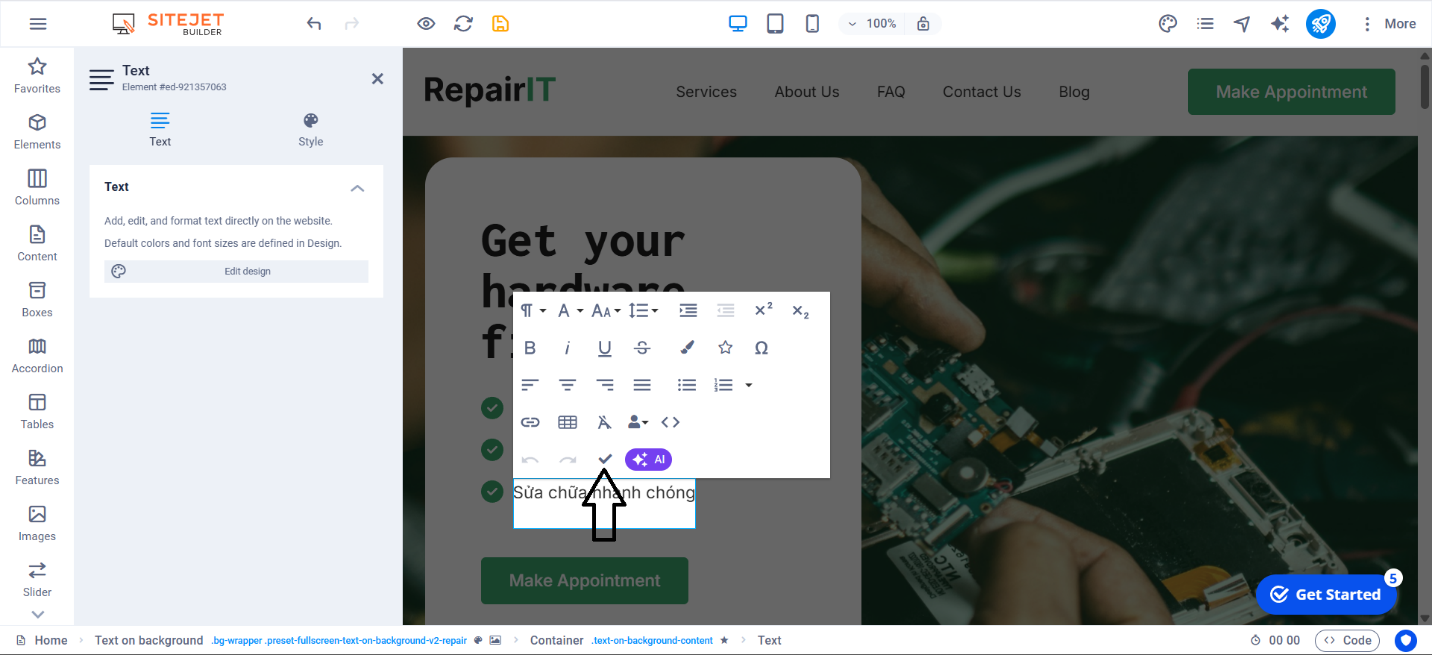 SITEJET
BUILDER
100%
More
Favorites
Elements
Columns
Content
Boxes
Accordion
Tables
Features
Images
Slider
Text
Element #ed-921357063
Text
Style
Text
Add, edit, and format text directly on the website.
Default colors and font sizes are defined in Design.
Edit design
RepairIT
Services
About Us
FAQ
Contact Us
Blog
Make Appointment
Get your
hardware
AI
Sửa chữa nhanh chóng
Make Appointment
5
Get Started
Home
Text on background .bg-wrapper .preset-fullscreen-text-on-background-v2-repair
Container .text-on-background-content
Text
00 00
Code